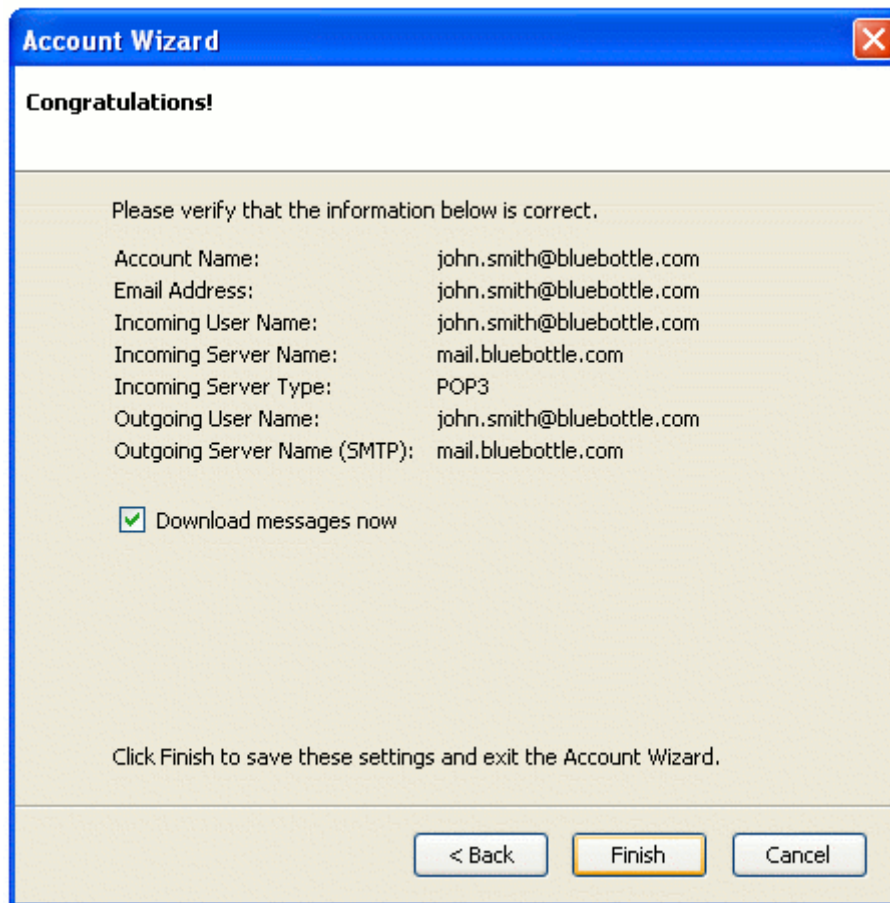 Account Wizard
Congratulations!
Please verify that the information below is correct.
Account Name: john.smith@bluebottle.com
Email Address: john.smith@bluebottle.com
Incoming User Name: john.smith@bluebottle.com
Incoming Server Name: mail.bluebottle.com
Incoming Server Type: POP3
Outgoing User Name: john.smith@bluebottle.com
Outgoing Server Name (SMTP): mail.bluebottle.com
Download messages now
Click Finish to save these settings and exit the Account Wizard.
< Back Finish Cancel